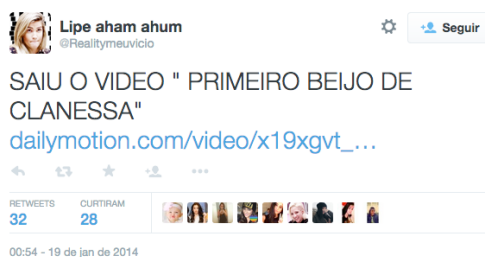 Lipe aham ahum
@Realitymeuvicio
Seguir
SAIU O VIDEO " PRIMEIRO BEIJO DE
CLANESSA"
dailymotion.com/video/x19xgvt_...
RETWEETS
32
CURTIRAM
28
00:54 - 19 de jan de 2014